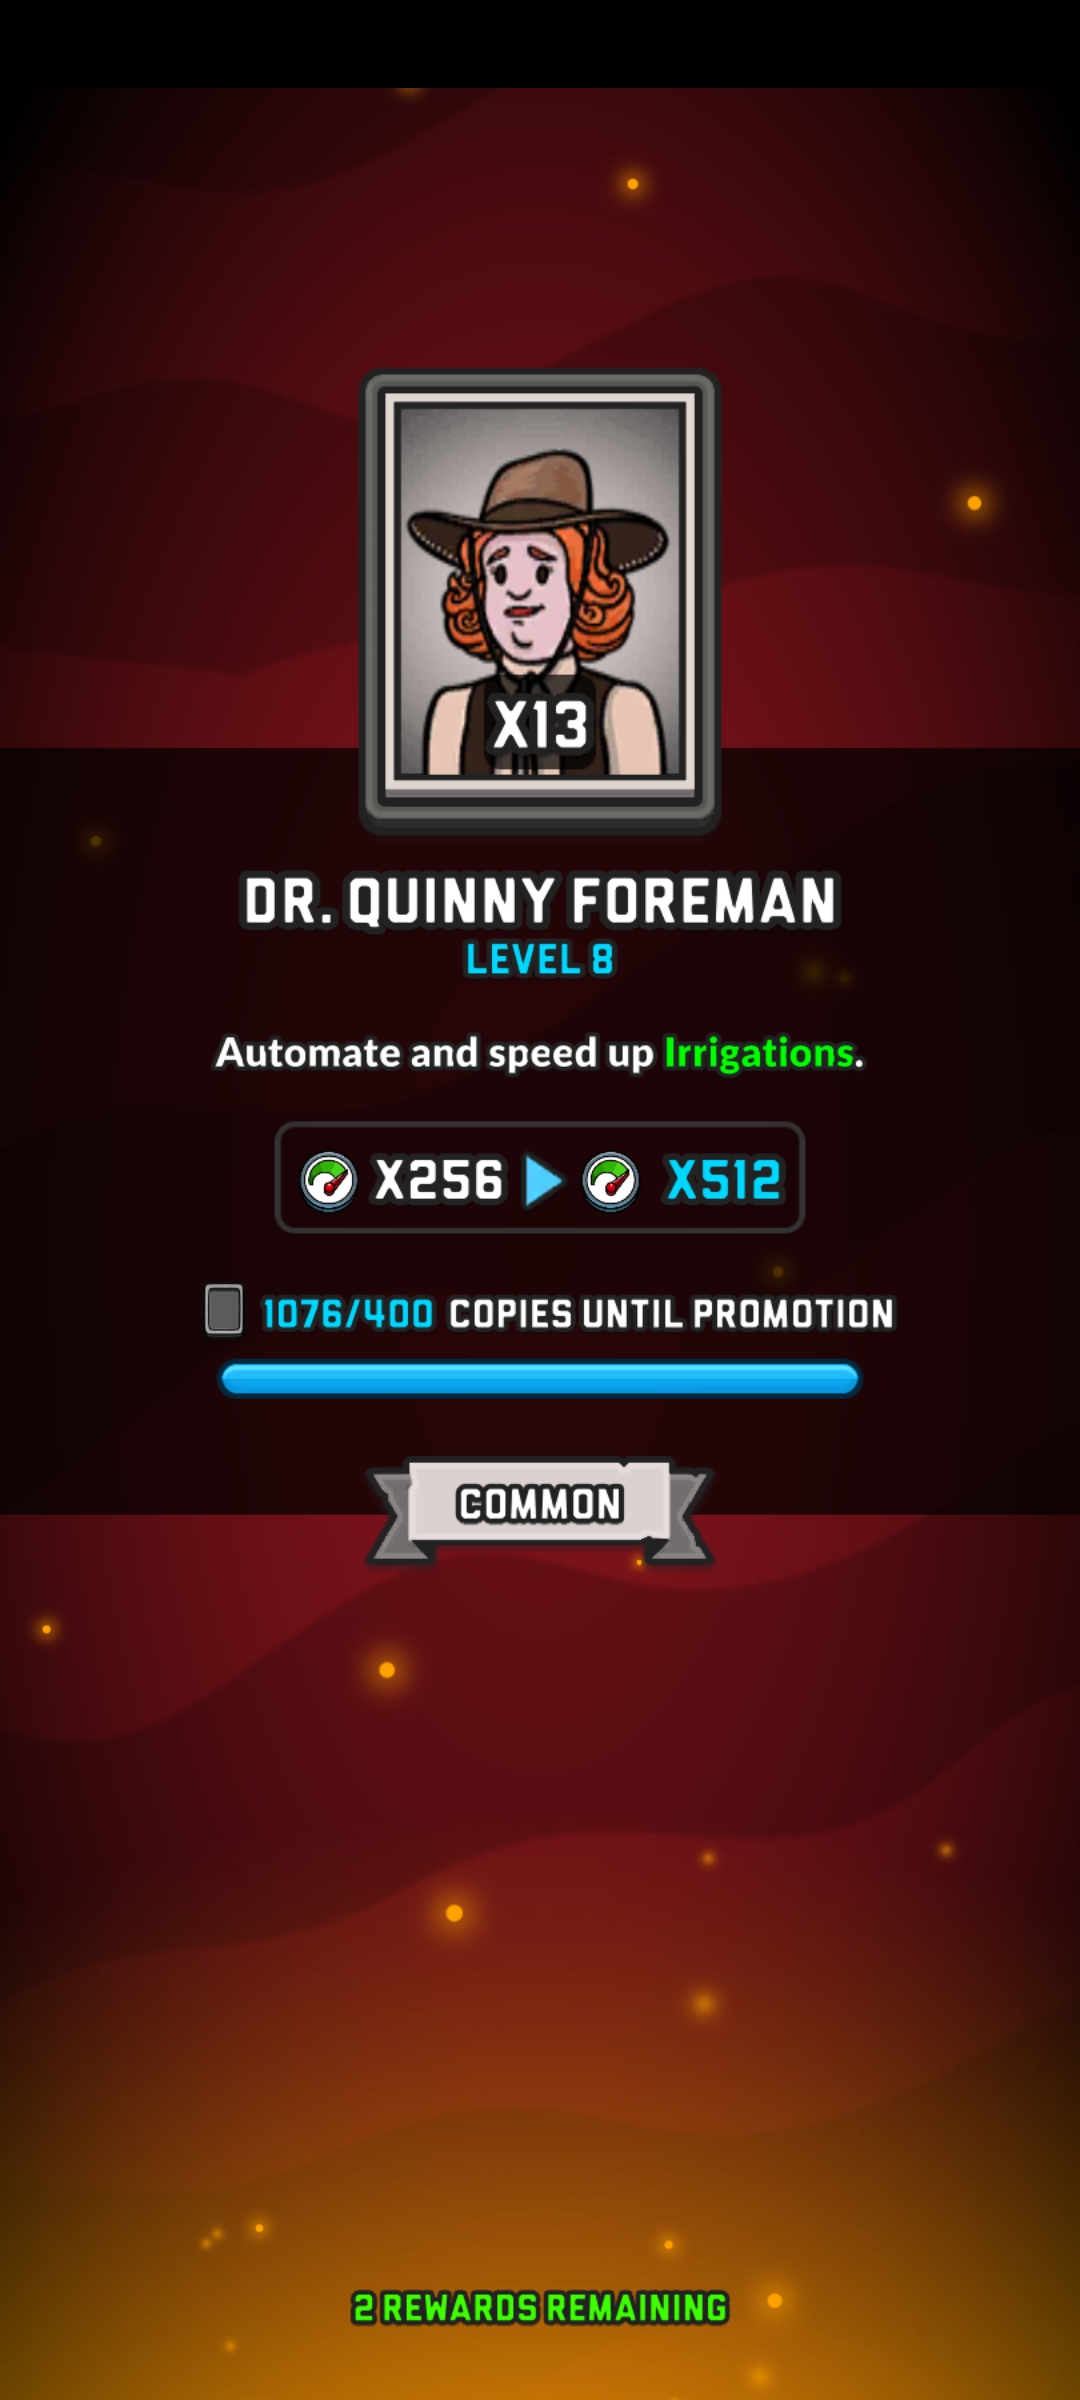 X13
DR. QUINNY FOREMAN
LEVEL 8
Automate and speed up Irrigations.
X256 X512
1076/400 COPIES UNTIL PROMOTION
COMMON
2 REWARDS REMAINING